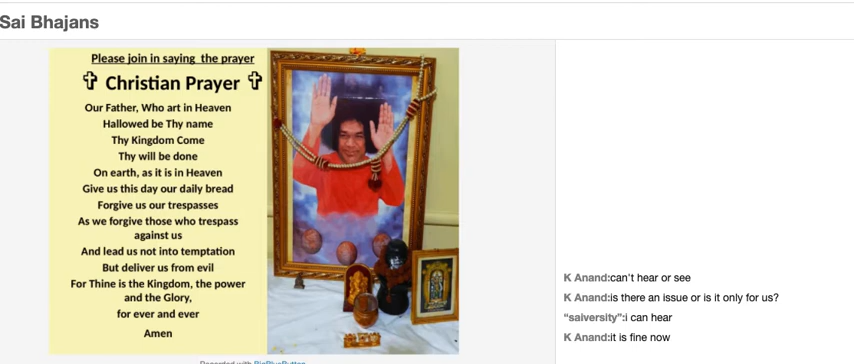 Sai Bhajans
Please join in saying the prayer
✞ Christian Prayer ✞
Our Father, Who art in Heaven
Hallowed be Thy name
Thy Kingdom Come
Thy will be done
On earth, as it is in Heaven
Give us this day our daily bread
Forgive us our trespasses
As we forgive those who trespass
against us
And lead us not into temptation
But deliver us from evil
For Thine is the Kingdom, the power
and the Glory,
for ever and ever
Amen
Recorded with BigBlueButton
K Anand:can't hear or see
K Anand:is there an issue or is it only for us?
“saiversity”:i can hear
K Anand:it is fine now